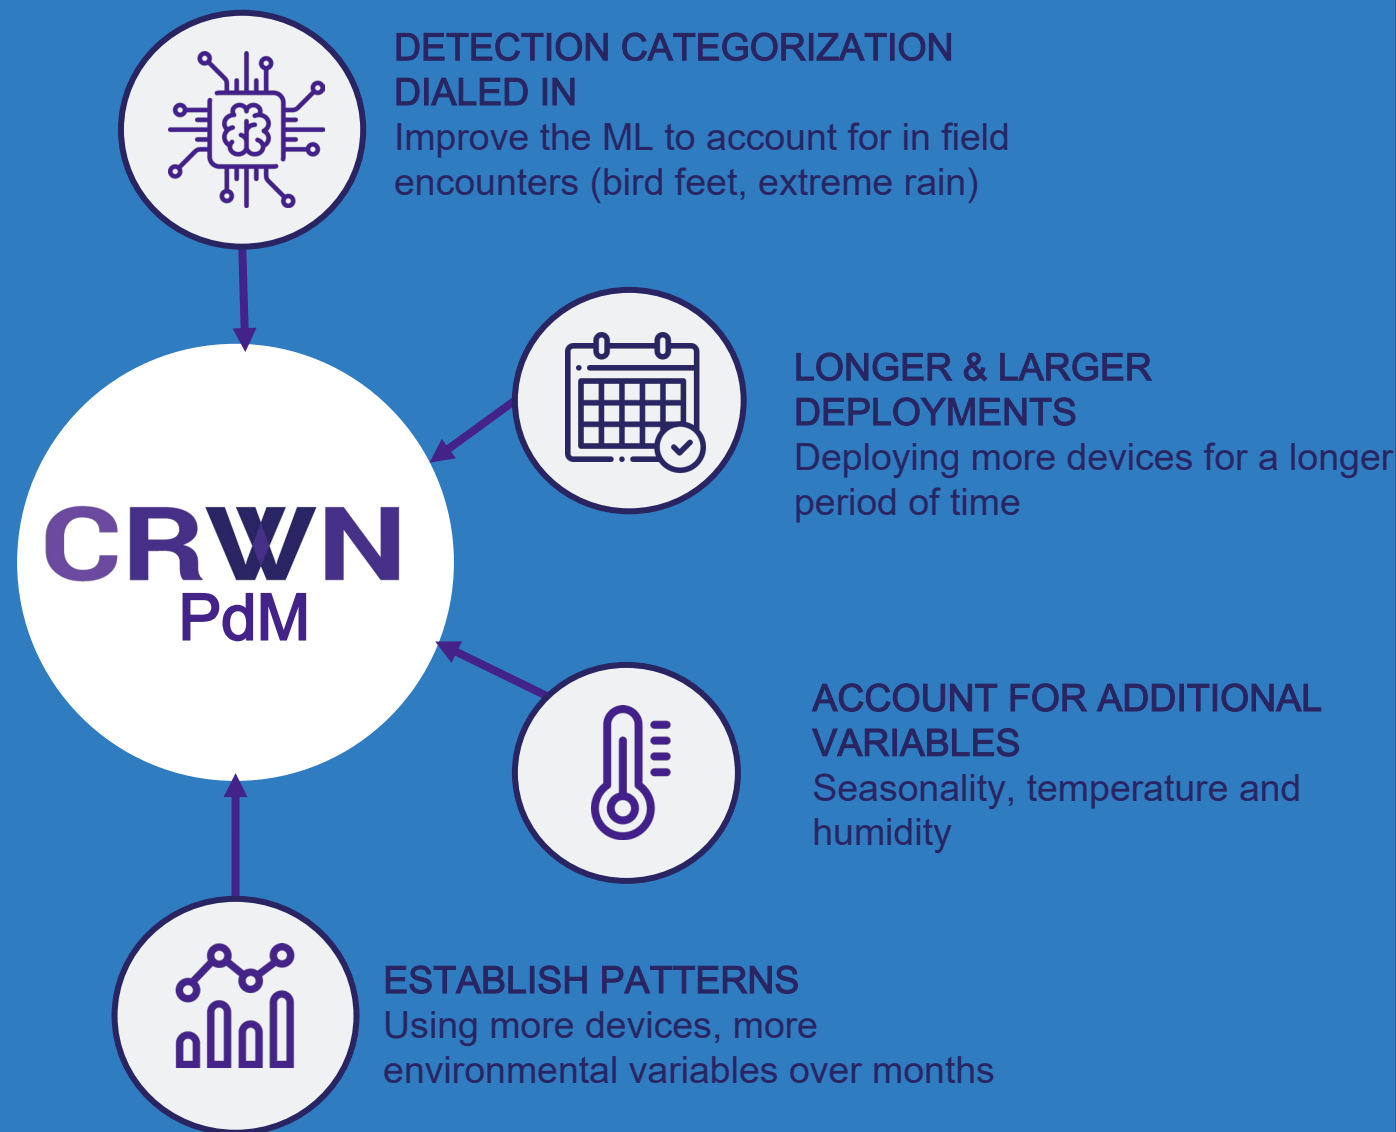 DETECTION CATEGORIZATION
DIALED IN
Improve the ML to account for in field
encounters (bird feet, extreme rain)
LONGER & LARGER
DEPLOYMENTS
Deploying more devices for a longer
period of time
CRWN
PdM
ACCOUNT FOR ADDITIONAL
VARIABLES
Seasonality, temperature and
humidity
ESTABLISH PATTERNS
Using more devices, more
environmental variables over months